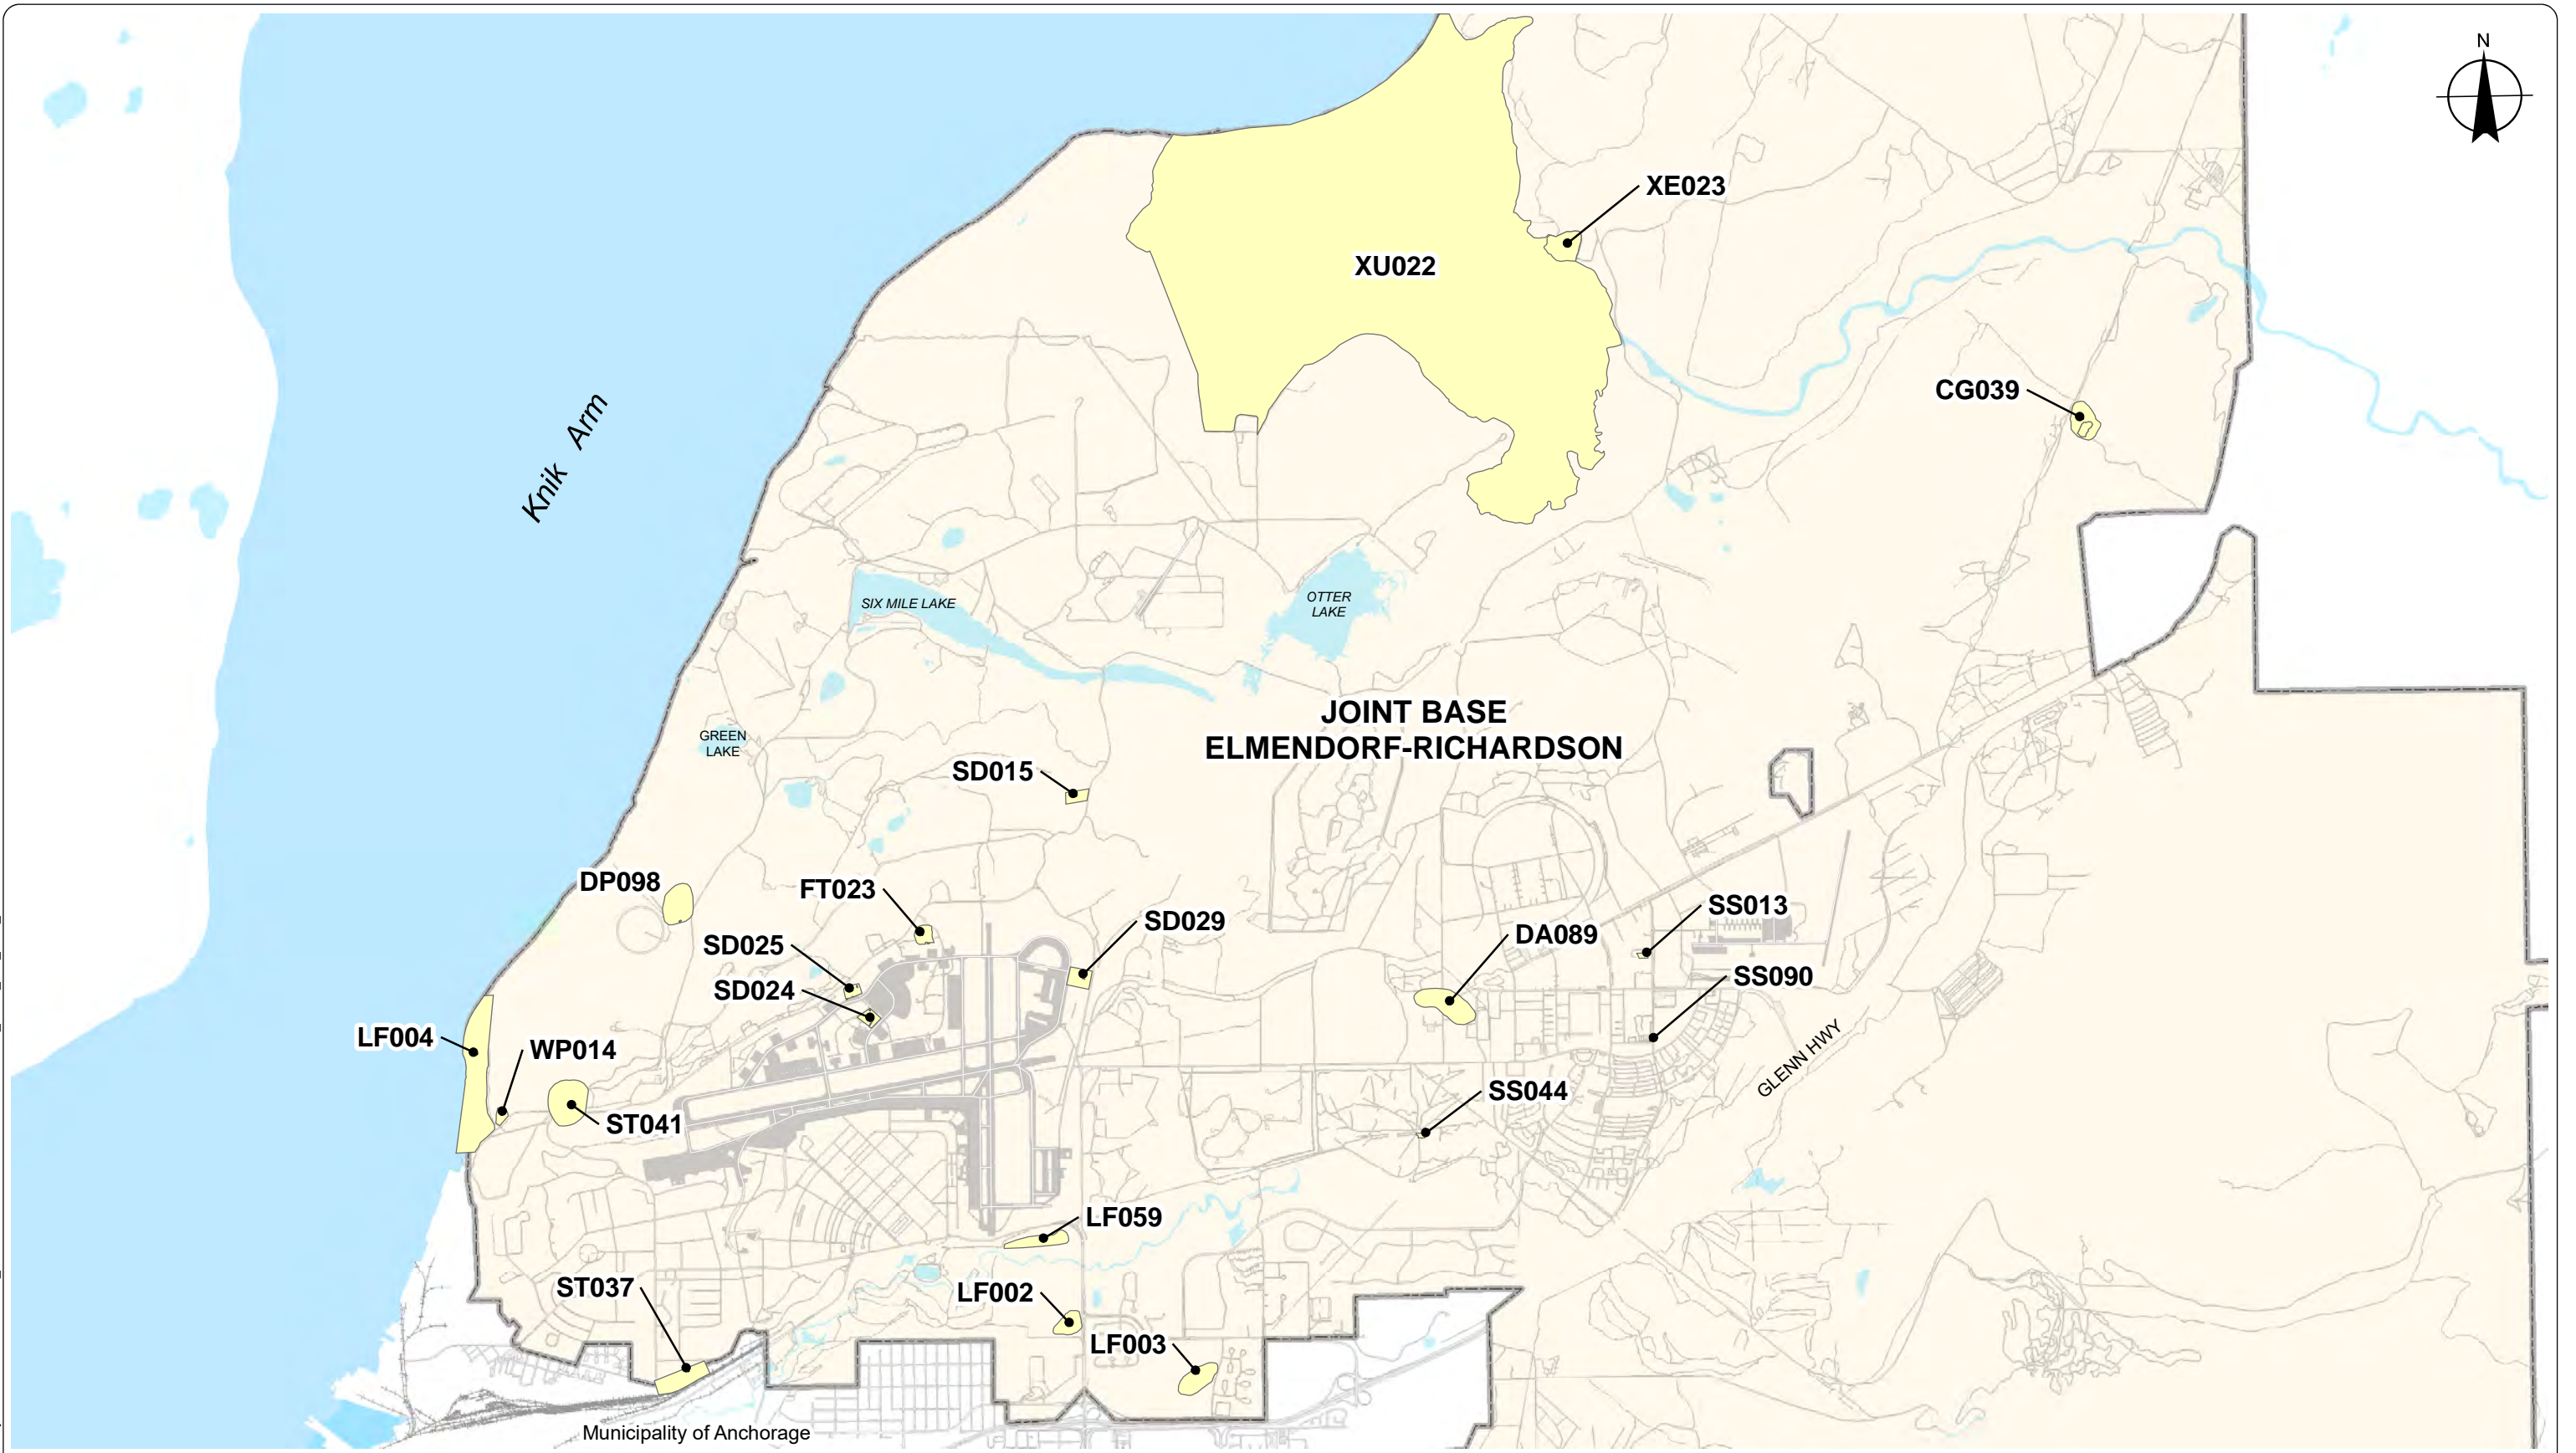 N
XE023
XU022
CG039
Knik Arm
SIX MILE LAKE
OTTER
LAKE
JOINT BASE
ELMENDORF-RICHARDSON
GREEN
LAKE
SD015
DP098
FT023
SS013
SD029
DA089
SD025
SS090
SD024
LF004
WP014
GLENN HWY
SS044
ST041
LF059
ST037
LF002
LF003
Municipality of Anchorage